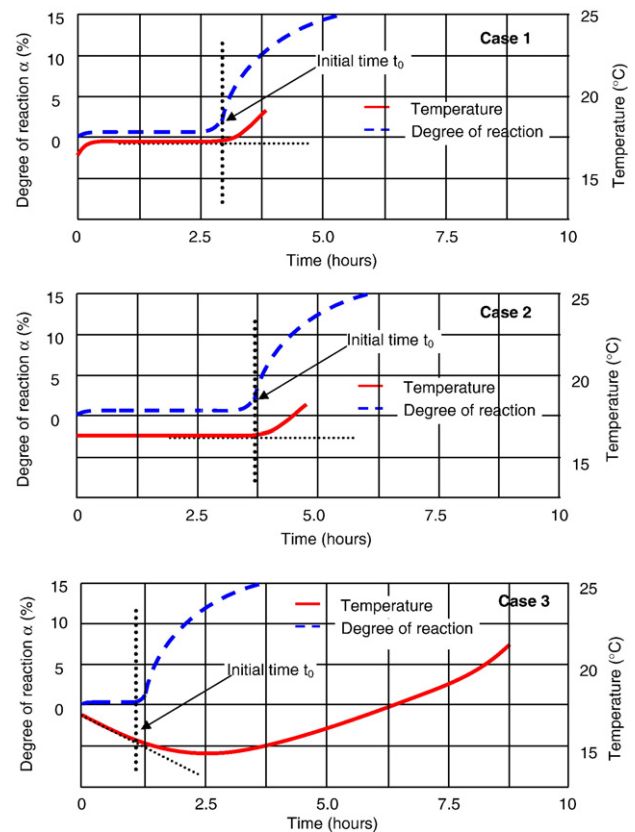 15
25
Case 1
10
Initial time t₀
5
20
Temperature
Degree of reaction
0
15
Degree of reaction α (%)
Temperature (°C)
0
2.5
5.0
7.5
10
Time (hours)
15
25
Case 2
10
Initial time t₀
5
20
Temperature
Degree of reaction
0
15
Degree of reaction α (%)
Temperature (°C)
0
2.5
5.0
7.5
10
Time (hours)
15
25
Case 3
Temperature
Degree of reaction
10
5
20
Initial time t₀
0
15
Degree of reaction α (%)
Temperature (°C)
0
2.5
5.0
7.5
10
Time (hours)